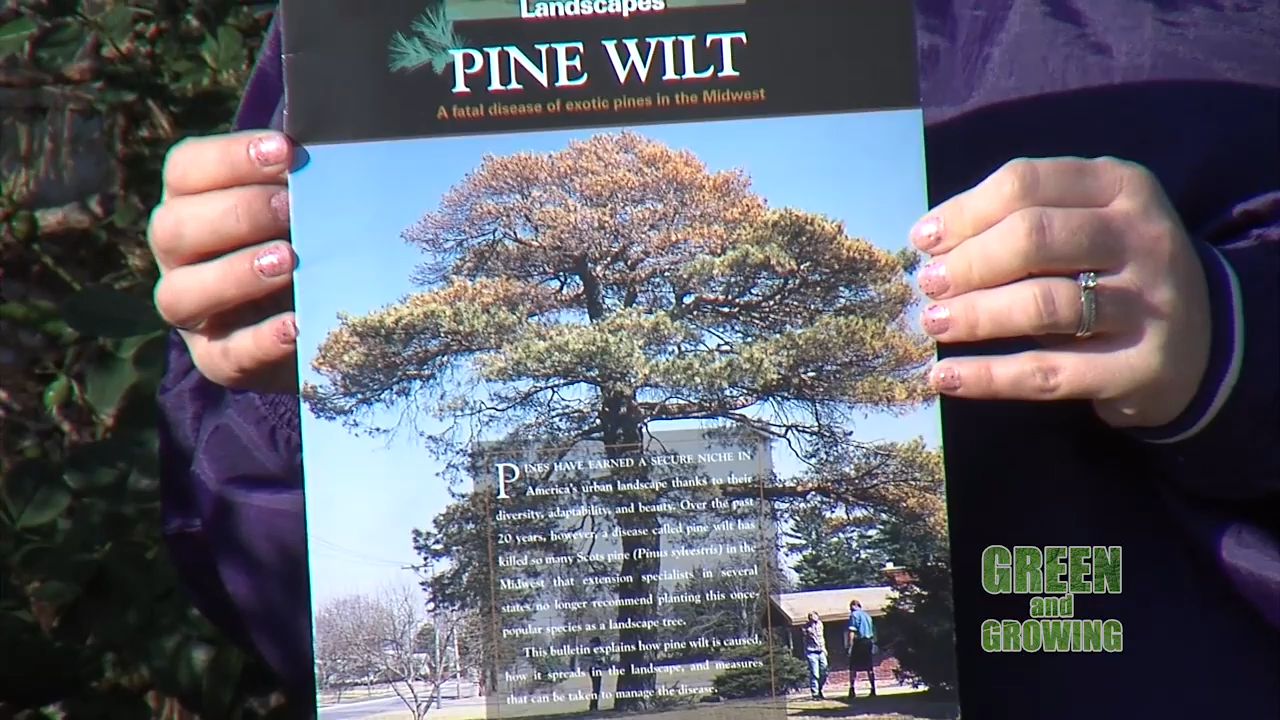 Landscapes
PINE WILT
A fatal disease of exotic pines in the Midwest
PINES HAVE EARNED A SECURE NICHE IN
America's urban landscape thanks to their
diversity, adaptability, and beauty. Over the past
20 years, however, a disease called pine wilt has
killed so many Scots pine (Pinus sylvestris) in the
Midwest that extension specialists in several
states no longer recommend planting this once-
popular species as a landscape tree.
This bulletin explains how pine wilt is caused,
how it spreads in the landscape, and measures
that can be taken to manage the disease.
GREEN
and
GROWING